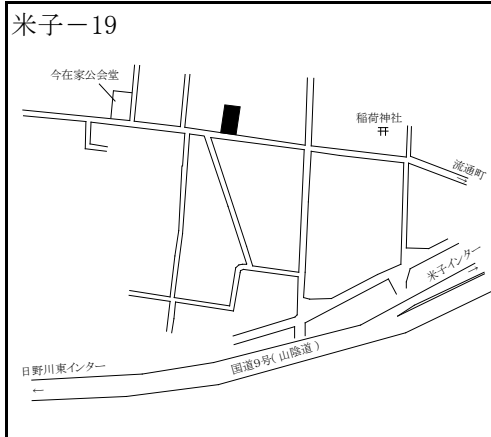 米子－19
今在家公会堂
稲荷神社
流通町
→
米子インター
→
国道9号(山陰道)
日野川東インター
←